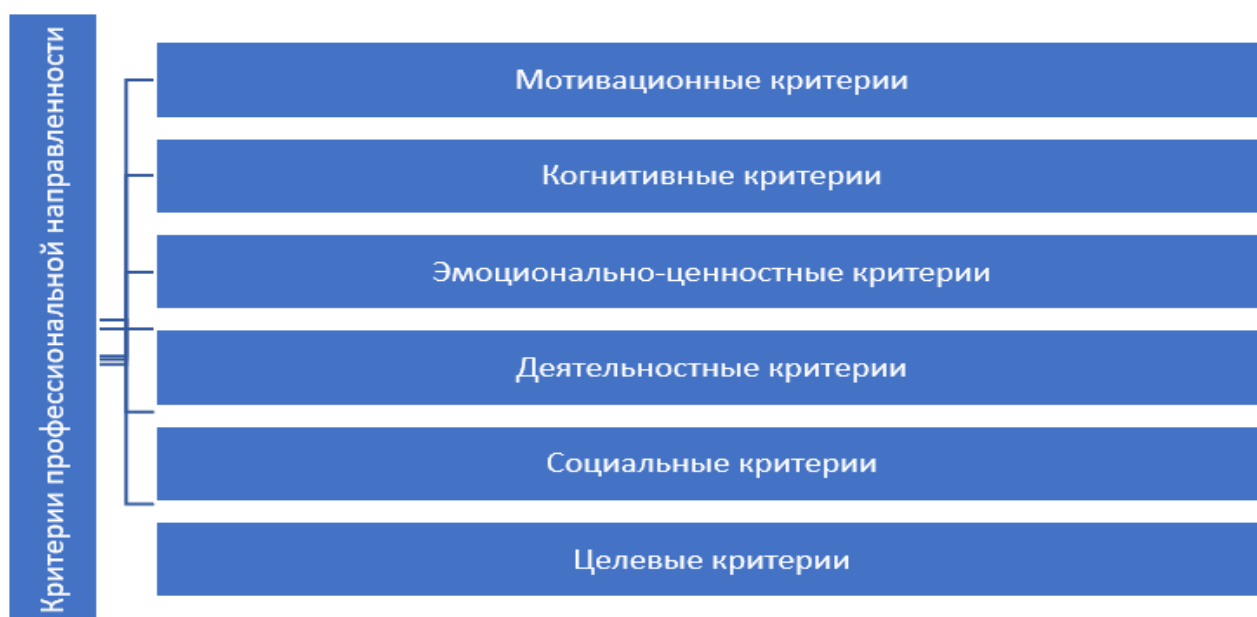 Критерии профессиональной направленности
Мотивационные критерии
Когнитивные критерии
Эмоционально-ценностные критерии
Деятельностные критерии
Социальные критерии
Целевые критерии